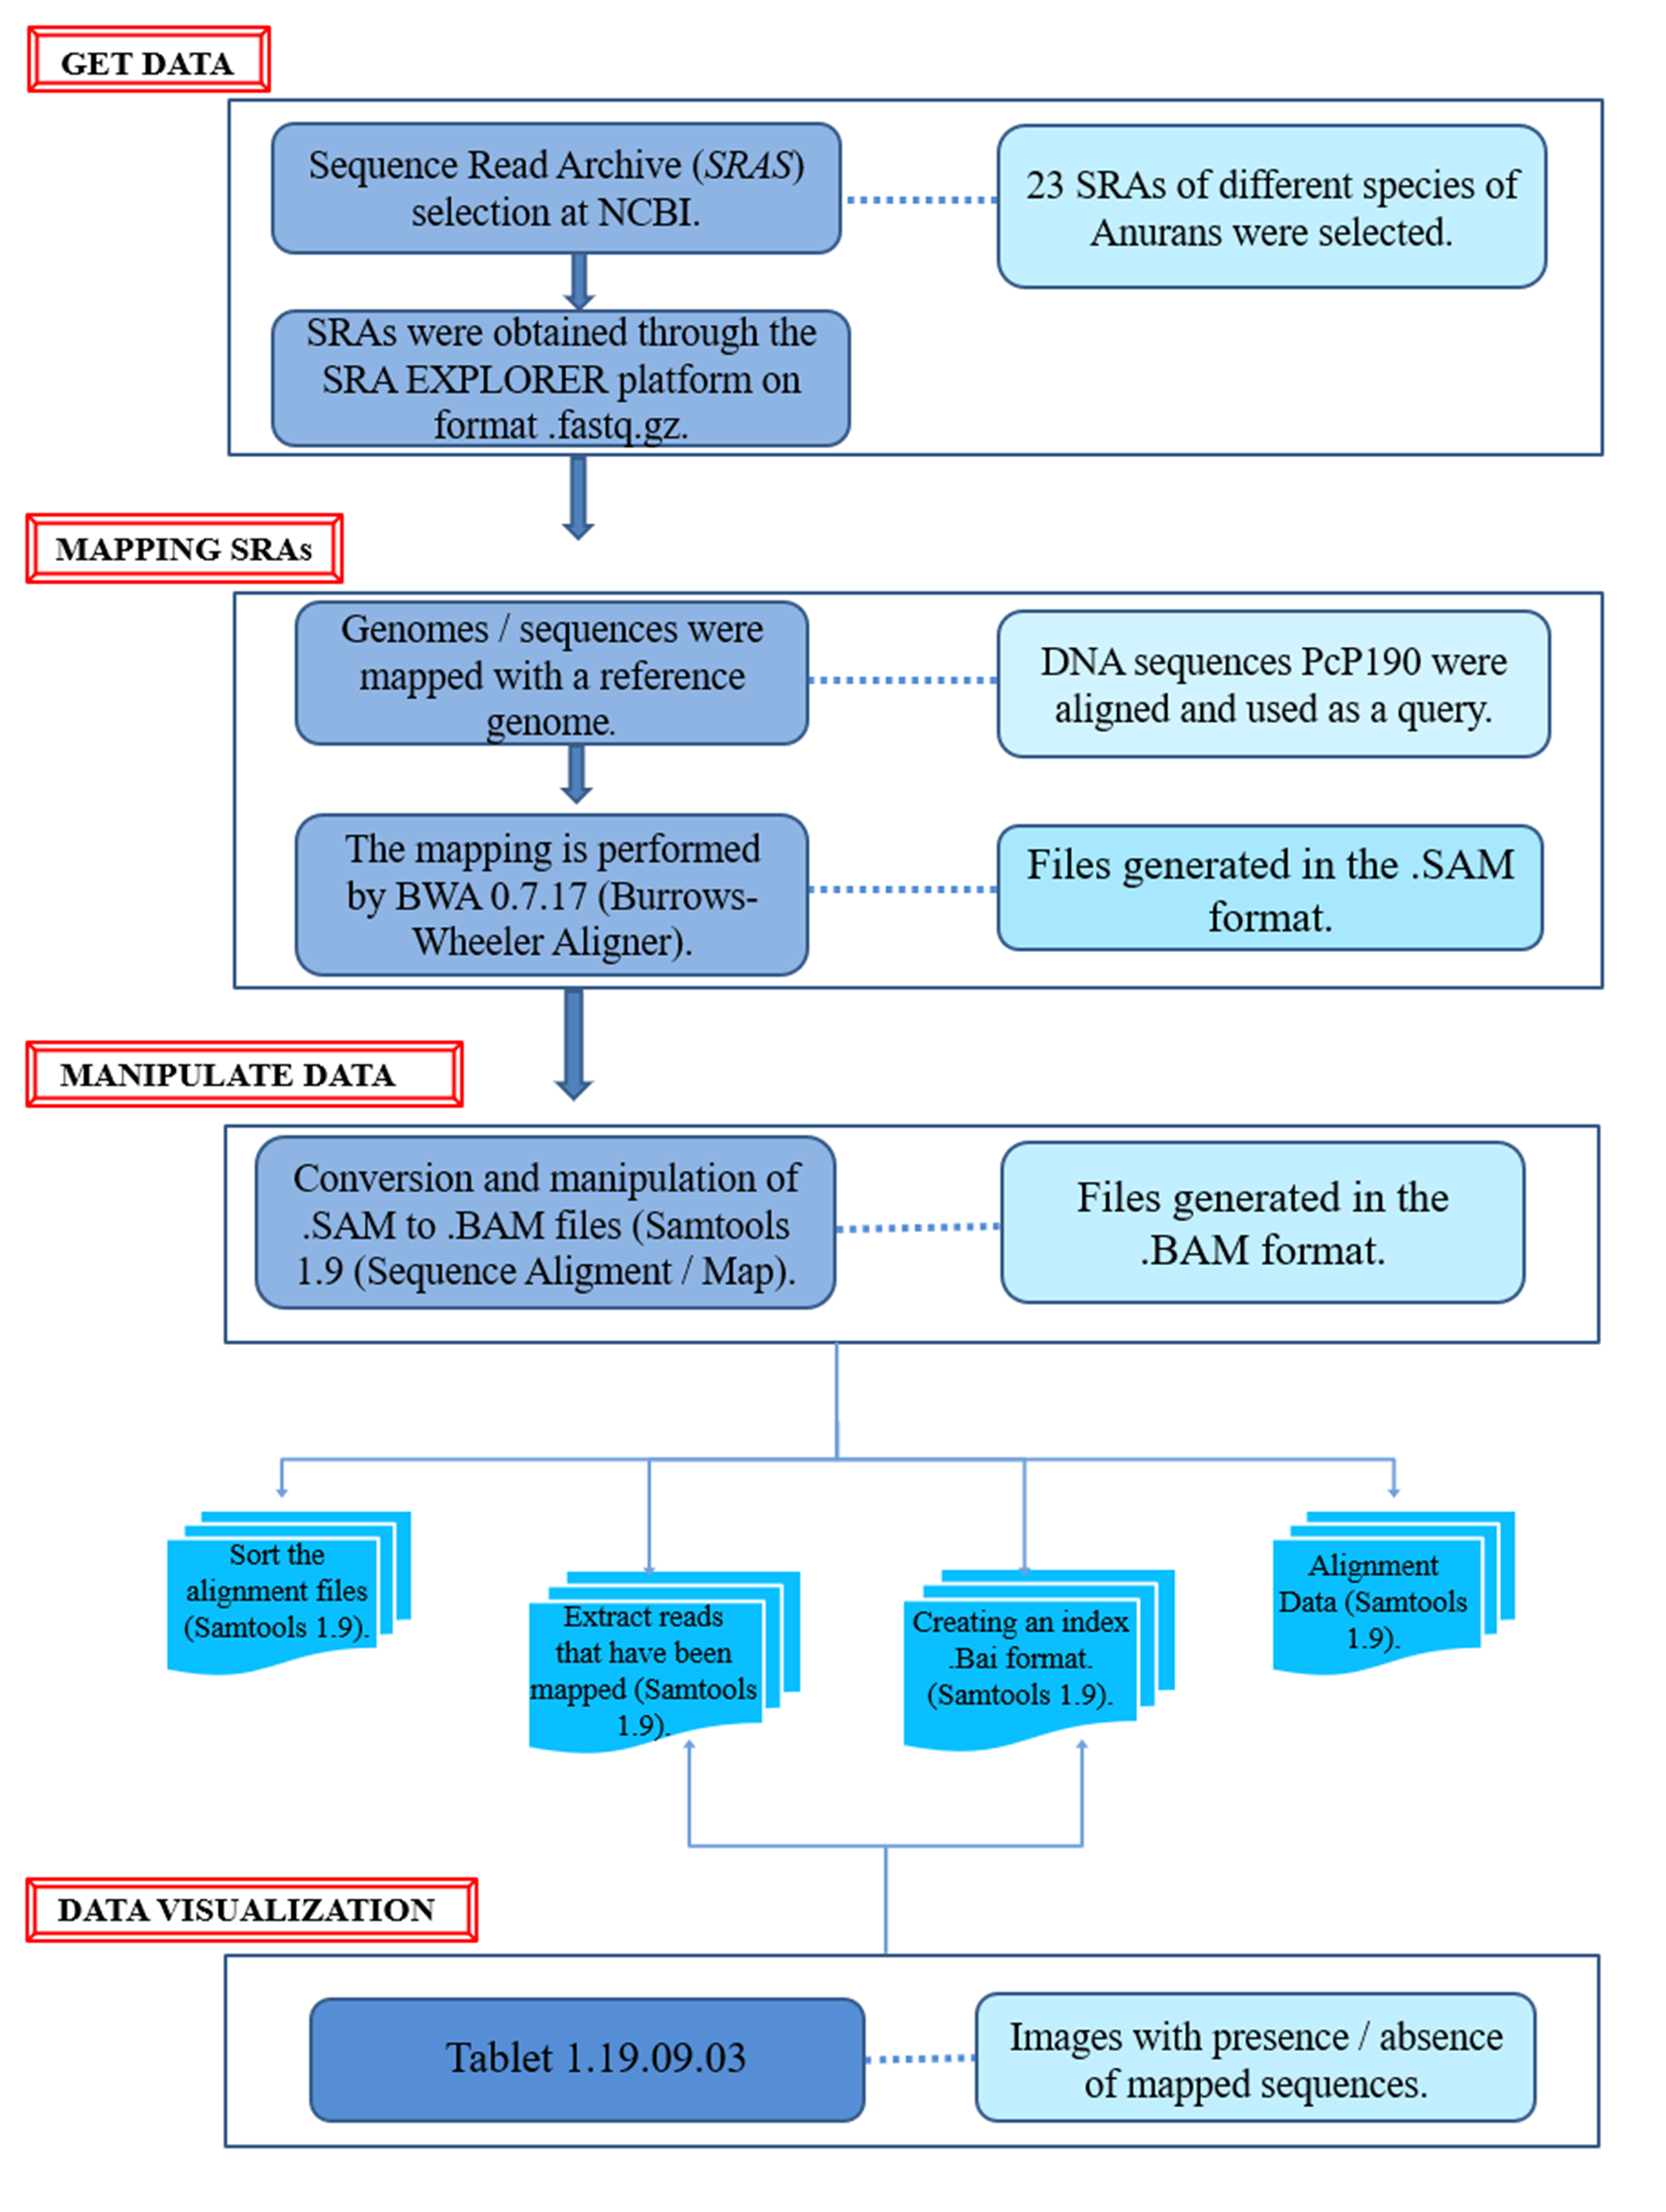 GET DATA
Sequence Read Archive (SRAS)
selection at NCBI.
23 SRAs of different species of
Anurans were selected.
SRAs were obtained through the
SRA EXPLORER platform on
format .fastq.gz.
MAPPING SRAs
Genomes / sequences were
mapped with a reference
genome.
DNA sequences PcP190 were
aligned and used as a query.
The mapping is performed
by BWA 0.7.17 (Burrows-
Wheeler Aligner).
Files generated in the .SAM
format.
MANIPULATE DATA
Conversion and manipulation of
.SAM to .BAM files (Samtools
1.9 (Sequence Aligment / Map).
Files generated in the
.BAM format.
Sort the
alignment files
(Samtools 1.9).
Extract reads
that have been
mapped (Samtools
1.9).
Creating an index
.Bai format.
(Samtools 1.9).
Alignment
Data (Samtools
1.9).
DATA VISUALIZATION
Tablet 1.19.09.03
Images with presence / absence
of mapped sequences.